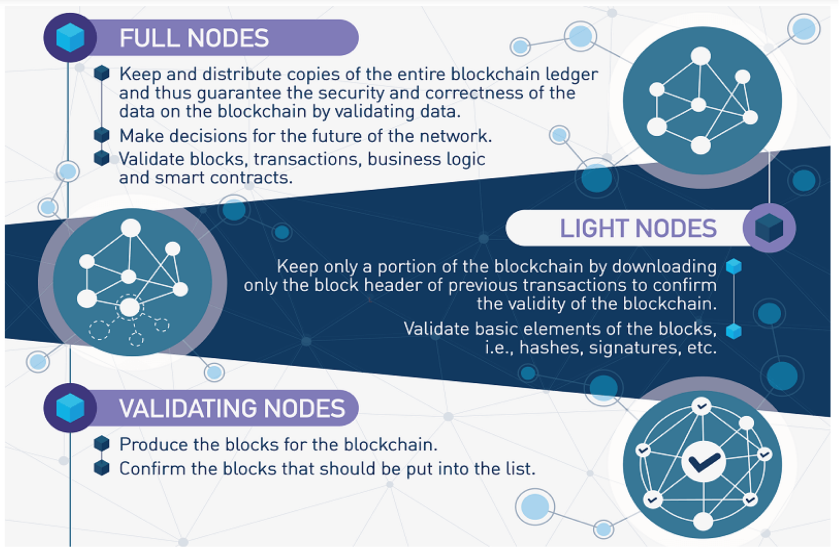 FULL NODES
Keep and distribute copies of the entire blockchain ledger
and thus guarantee the security and correctness of the
data on the blockchain by validating data.
Make decisions for the future of the network.
Validate blocks, transactions, business logic
and smart contracts.
LIGHT NODES
Keep only a portion of the blockchain by downloading
only the block header of previous transactions to confirm
the validity of the blockchain.
Validate basic elements of the blocks,
i.e., hashes, signatures, etc.
VALIDATING NODES
Produce the blocks for the blockchain.
Confirm the blocks that should be put into the list.